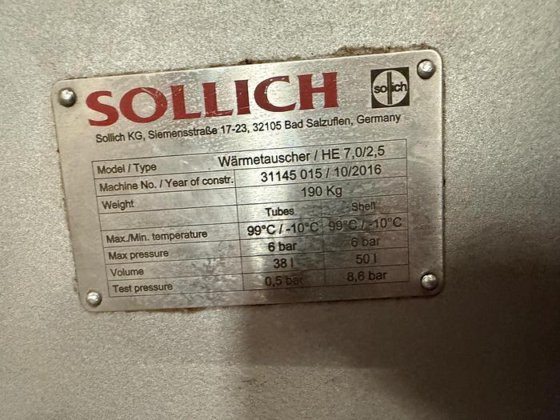 SOLLICH
sollich
Sollich KG, Siemensstraße 17-23, 32105 Bad Salzuflen, Germany
Model / Type Wärmetauscher / HE 7,0/2,5
Machine No. / Year of constr. 31145 015 / 10/2016
Weight 190 Kg
Tubes Shell
Max./Min. temperature 99°C / -10°C 99°C / -10°C
Max pressure 6 bar 6 bar
Volume 38 l 50 l
Test pressure 0,5 bar 8,6 bar